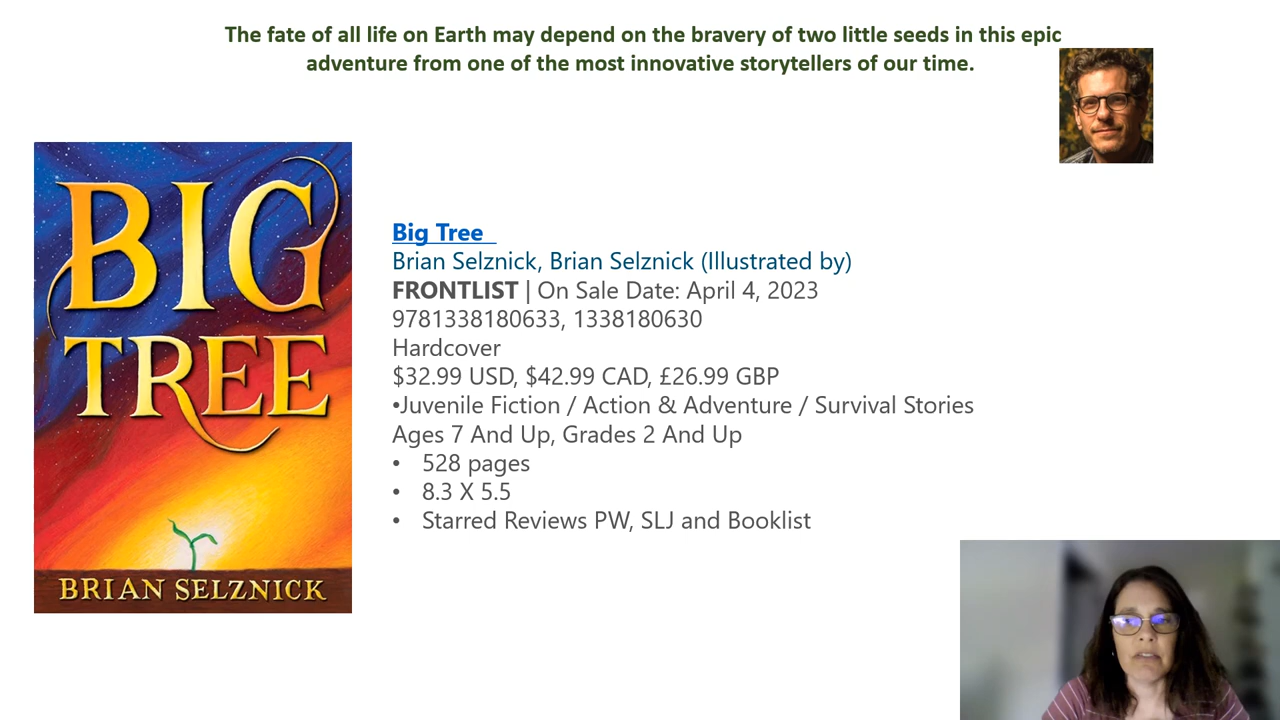 The fate of all life on Earth may depend on the bravery of two little seeds in this epic
adventure from one of the most innovative storytellers of our time.
BIG
TREE
BRIAN SELZNICK
Big Tree
Brian Selznick, Brian Selznick (Illustrated by)
FRONTLIST | On Sale Date: April 4, 2023
9781338180633, 1338180630
Hardcover
$32.99 USD, $42.99 CAD, £26.99 GBP
•Juvenile Fiction / Action & Adventure / Survival Stories
Ages 7 And Up, Grades 2 And Up
• 528 pages
• 8.3 X 5.5
• Starred Reviews PW, SLJ and Booklist